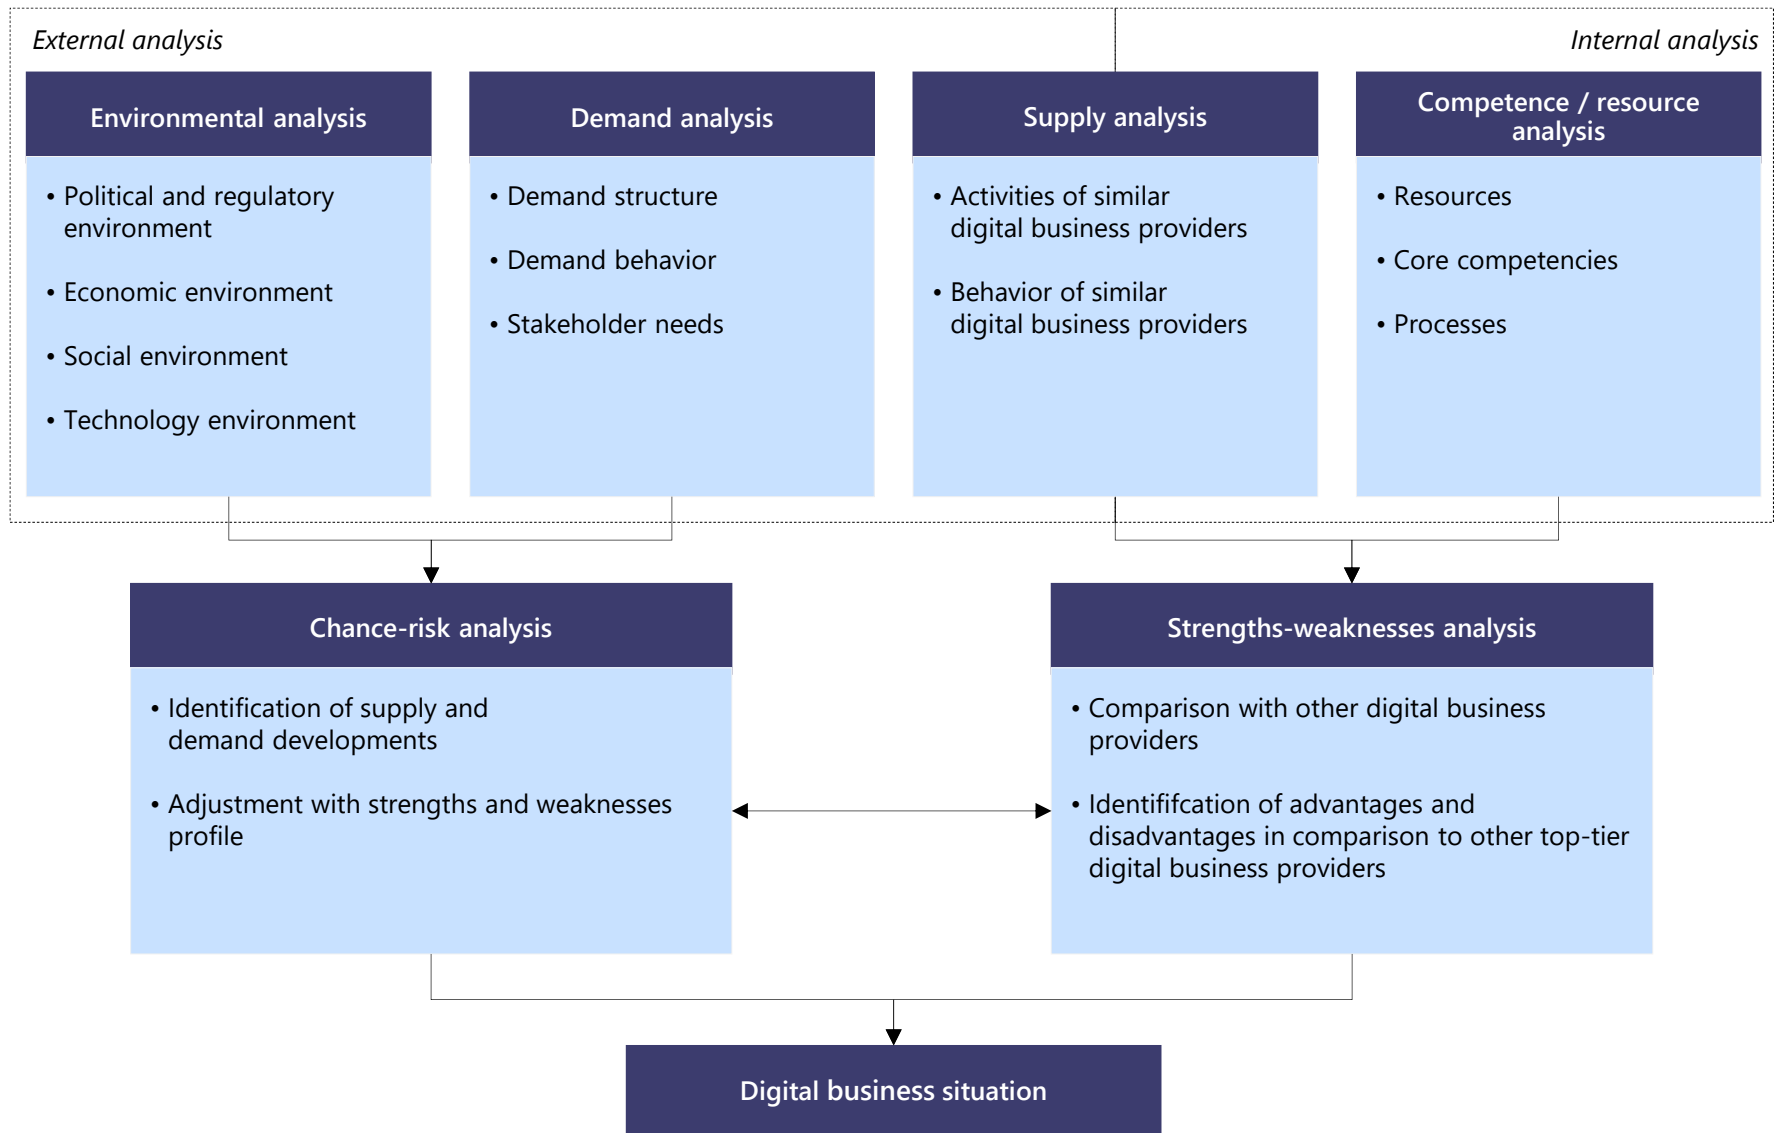 External analysis
Internal analysis
Environmental analysis
• Political and regulatory
environment
• Economic environment
• Social environment
• Technology environment
Demand analysis
• Demand structure
• Demand behavior
• Stakeholder needs
Supply analysis
• Activities of similar
digital business providers
• Behavior of similar
digital business providers
Competence / resource
analysis
• Resources
• Core competencies
• Processes
Chance-risk analysis
• Identification of supply and
demand developments
• Adjustment with strengths and weaknesses
profile
Strengths-weaknesses analysis
• Comparison with other digital business
providers
• Identififcation of advantages and
disadvantages in comparison to other top-tier
digital business providers
Digital business situation